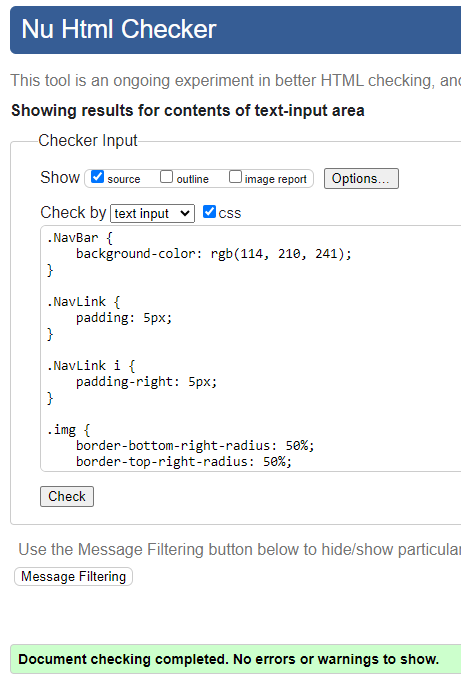 Nu Html Checker
This tool is an ongoing experiment in better HTML checking, and
Showing results for contents of text-input area
Checker Input
Show source outline image report Options...
Check by text input css
.NavBar {
    background-color: rgb(114, 210, 241);
}
.NavLink {
    padding: 5px;
}
.NavLink i {
    padding-right: 5px;
}
.img {
    border-bottom-right-radius: 50%;
    border-top-right-radius: 50%;
Check
Use the Message Filtering button below to hide/show particular
Message Filtering
Document checking completed. No errors or warnings to show.